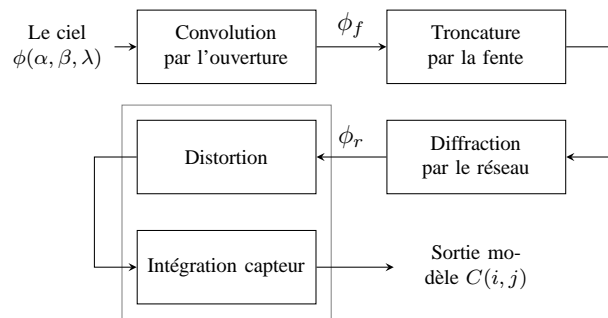 Le ciel
ϕ(α, β, λ)
Convolution
par l'ouverture
ϕ_f
Troncature
par la fente
Distortion
ϕ_r
Diffraction
par le réseau
Intégration capteur
Sortie mo-
dèle C(i, j)